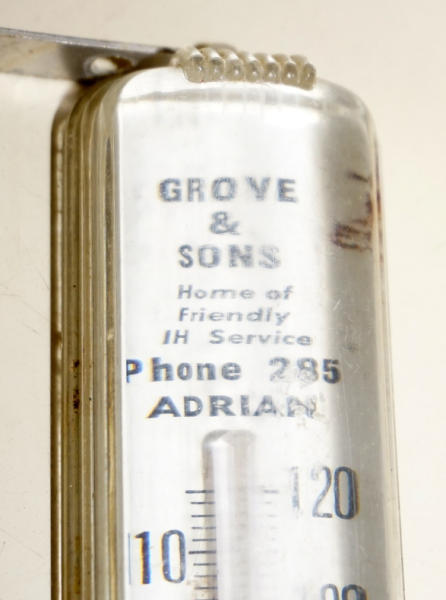 GROVE
&
SONS
Home of
Friendly
IH Service
Phone 285
ADRIAN
120
110